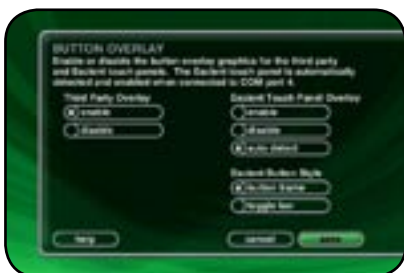 BUTTON OVERLAY
Enable or disable the button overlay graphics for the third party
and Escient touch panels. The Escient touch panel is automatically
detected and enabled when connected to COM port 4.
Third Party Overlay
enable
disable
Escient Touch Panel Overlay
enable
disable
auto detect
Escient Button Style
button frame
toggle bar
help
cancel